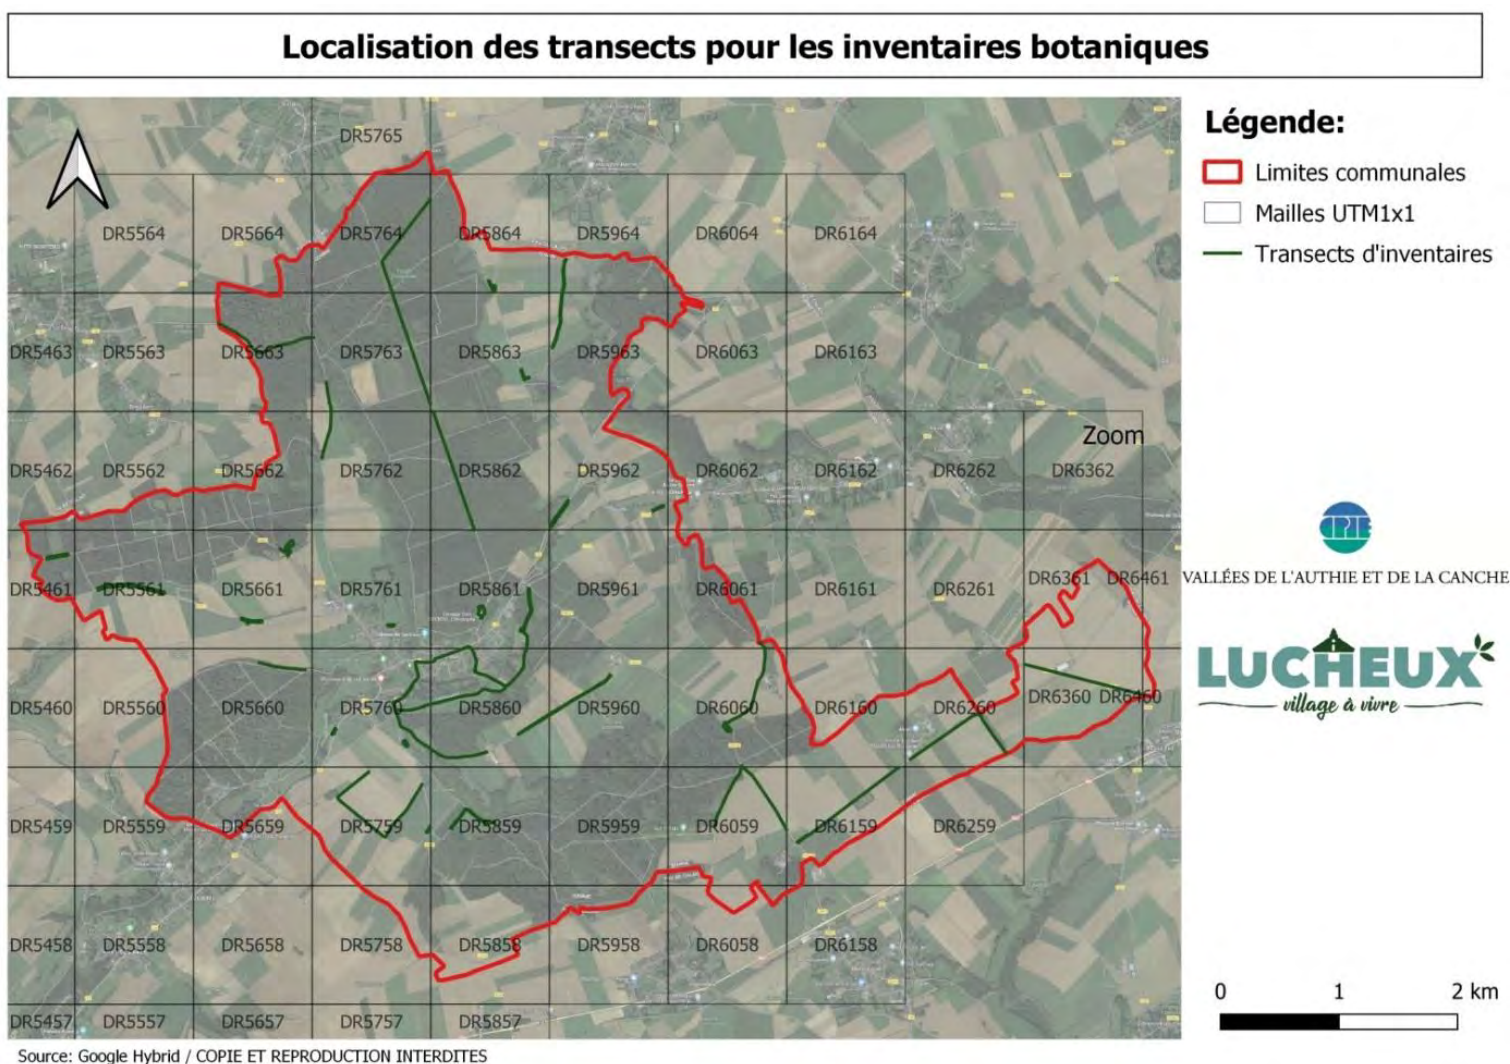 Localisation des transects pour les inventaires botaniques
DR5765
DR5564 DR5664 DR5764 DR5864 DR5964 DR6064 DR6164
DR5463 DR5563 DR5663 DR5763 DR5863 DR5963 DR6063 DR6163
Zoom
DR5462 DR5562 DR5662 DR5762 DR5862 DR5962 DR6062 DR6162 DR6262 DR6362
DR5461 DR5561 DR5661 DR5761 DR5861 DR5961 DR6061 DR6161 DR6261 DR6361 DR6461
DR5460 DR5560 DR5660 DR5760 DR5860 DR5960 DR6060 DR6160 DR6260 DR6360 DR6460
DR5459 DR5559 DR5659 DR5759 DR5859 DR5959 DR6059 DR6159 DR6259
DR5458 DR5558 DR5658 DR5758 DR5858 DR5958 DR6058 DR6158
DR5457 DR5557 DR5657 DR5757 DR5857
Légende:
Limites communales
Mailles UTM1x1
Transects d'inventaires
CPIE
VALLÉES DE L'AUTHIE ET DE LA CANCHE
LUCHEUX
village à vivre
0 1 2 km
Source: Google Hybrid / COPIE ET REPRODUCTION INTERDITES